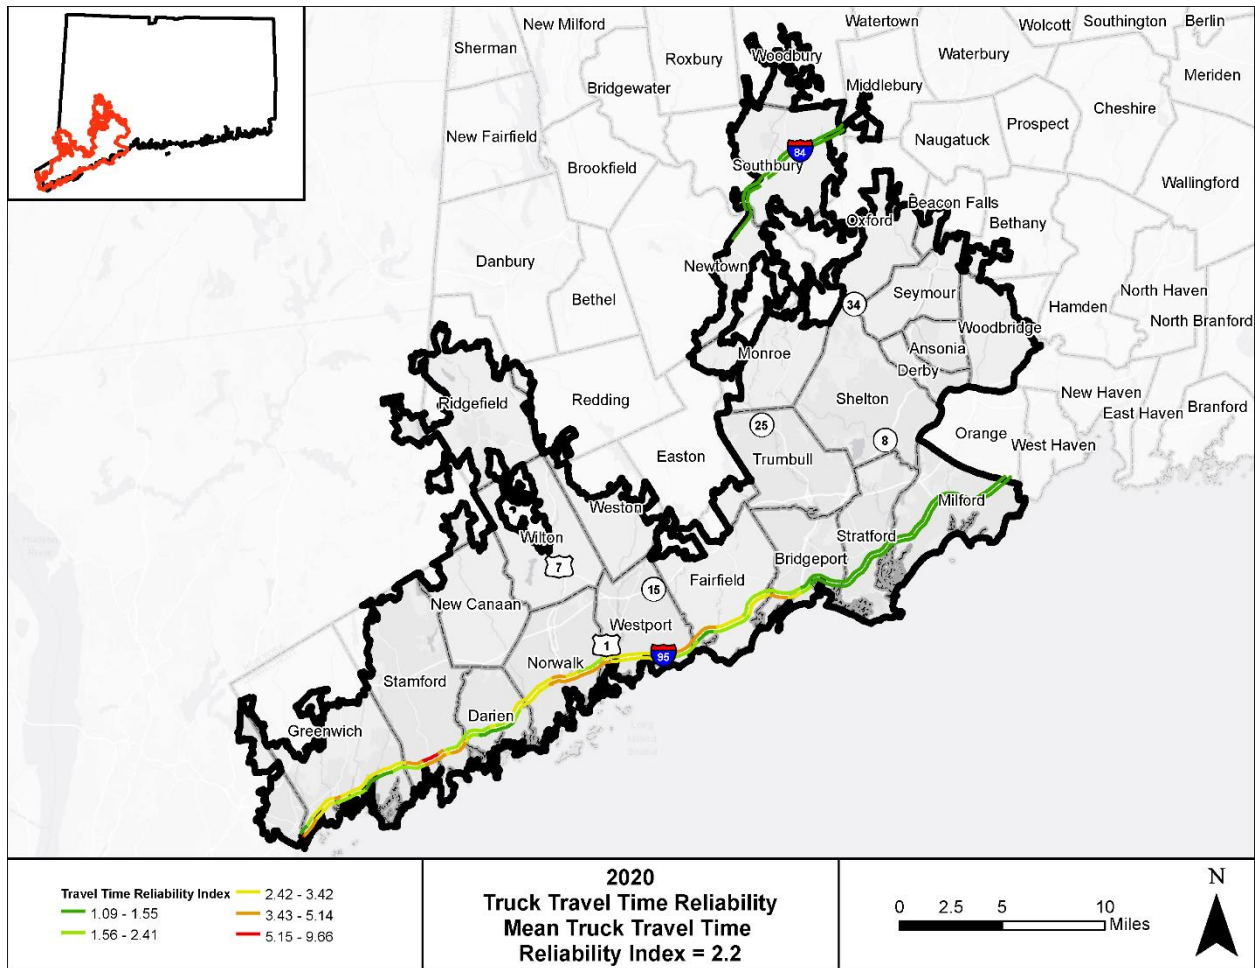 New Milford
Watertown
Wolcott
Southington
Berlin
Sherman
Roxbury
Woodbury
Waterbury
Meriden
Bridgewater
Middlebury
Cheshire
New Fairfield
Naugatuck
Prospect
Brookfield
84
Southbury
Wallingford
Beacon Falls
Oxford
Bethany
Danbury
Newtown
Bethel
34
Seymour
Hamden
North Haven
Woodbridge
North Branford
Monroe
Ansonia
Derby
Ridgefield
Redding
Shelton
New Haven
East Haven
Branford
25
8
Orange
West Haven
Easton
Trumbull
Weston
Milford
Wilton
Stratford
7
Bridgeport
15
Fairfield
New Canaan
Westport
1
Norwalk
95
Stamford
Darien
Greenwich
Long
Island
Sound
Travel Time Reliability Index
1.09 - 1.55
1.56 - 2.41
2.42 - 3.42
3.43 - 5.14
5.15 - 9.66
2020
Truck Travel Time Reliability
Mean Truck Travel Time
Reliability Index = 2.2
0 2.5 5 10
Miles
N